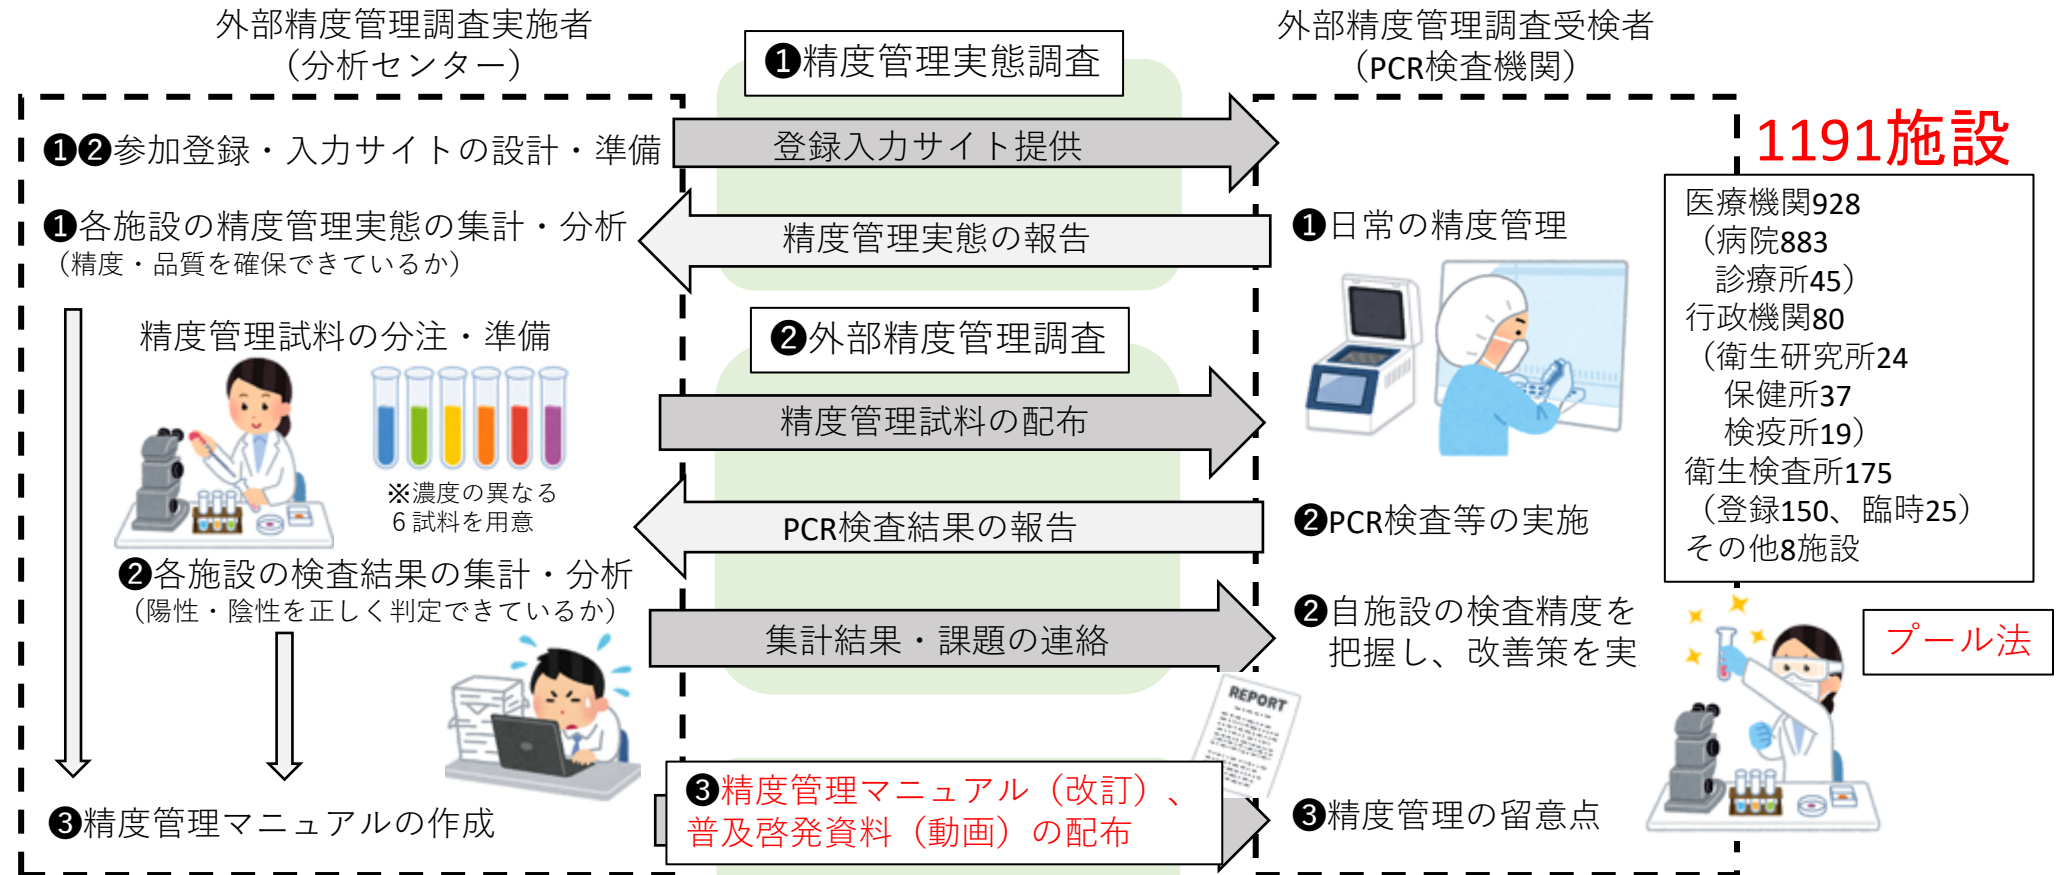 外部精度管理調査実施者
（分析センター）
❶精度管理実態調査
外部精度管理調査受検者
（PCR検査機関）
❶❷参加登録・入力サイトの設計・準備
登録入力サイト提供
1191施設
❶各施設の精度管理実態の集計・分析
（精度・品質を確保できているか）
精度管理実態の報告
❶日常の精度管理
医療機関928
（病院883
診療所45）
行政機関80
（衛生研究所24
保健所37
検疫所19）
衛生検査所175
（登録150、臨時25）
その他8施設
精度管理試料の分注・準備
❷外部精度管理調査
精度管理試料の配布
※濃度の異なる
６試料を用意
PCR検査結果の報告
❷PCR検査等の実施
❷各施設の検査結果の集計・分析
（陽性・陰性を正しく判定できているか）
集計結果・課題の連絡
❷自施設の検査精度を
把握し、改善策を実
プール法
REPORT
❸精度管理マニュアルの作成
❸精度管理マニュアル（改訂）、
普及啓発資料（動画）の配布
❸精度管理の留意点